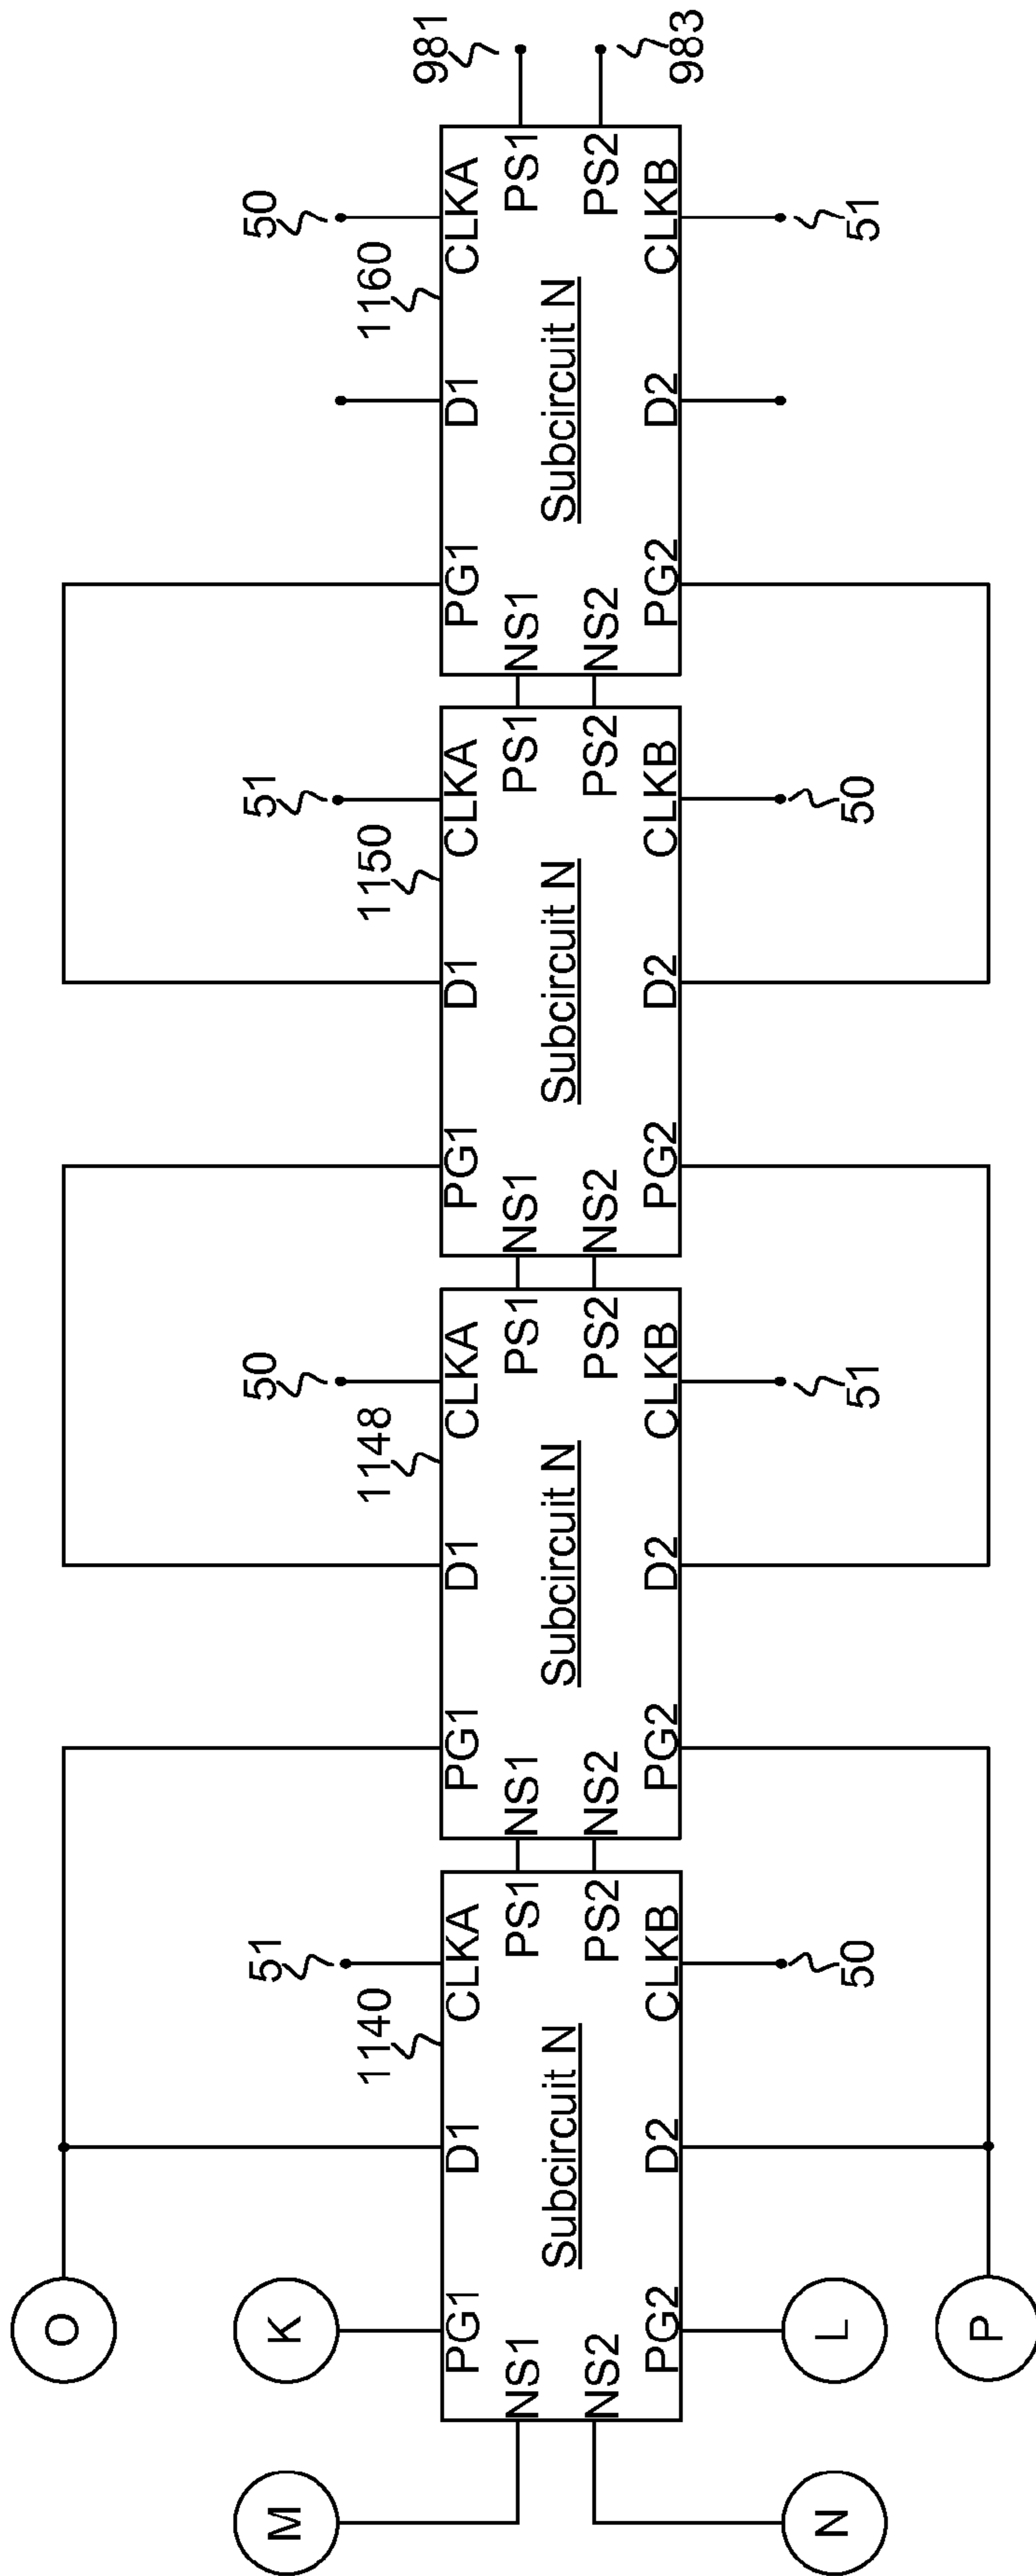 O
K
M
L
P
N
51
1140
PG1
D1
CLKA
NS1
PS1
Subcircuit N
NS2
PS2
PG2
D2
CLKB
50
50
1148
PG1
D1
CLKA
NS1
PS1
Subcircuit N
NS2
PS2
PG2
D2
CLKB
51
51
1150
PG1
D1
CLKA
NS1
PS1
Subcircuit N
NS2
PS2
PG2
D2
CLKB
50
50
1160
PG1
D1
CLKA
NS1
PS1
Subcircuit N
NS2
PS2
PG2
D2
CLKB
51
981
983